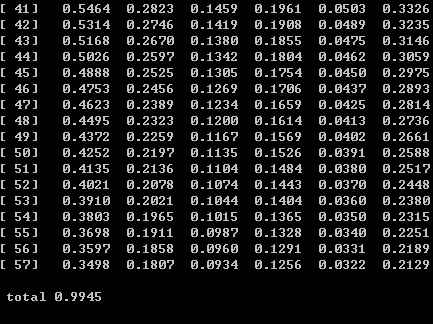 [ 41] 0.5464 0.2823 0.1459 0.1961 0.0503 0.3326
[ 42] 0.5314 0.2746 0.1419 0.1908 0.0489 0.3235
[ 43] 0.5168 0.2670 0.1380 0.1855 0.0475 0.3146
[ 44] 0.5026 0.2597 0.1342 0.1804 0.0462 0.3059
[ 45] 0.4888 0.2525 0.1305 0.1754 0.0450 0.2975
[ 46] 0.4753 0.2456 0.1269 0.1706 0.0437 0.2893
[ 47] 0.4623 0.2389 0.1234 0.1659 0.0425 0.2814
[ 48] 0.4495 0.2323 0.1200 0.1614 0.0413 0.2736
[ 49] 0.4372 0.2259 0.1167 0.1569 0.0402 0.2661
[ 50] 0.4252 0.2197 0.1135 0.1526 0.0391 0.2588
[ 51] 0.4135 0.2136 0.1104 0.1484 0.0380 0.2517
[ 52] 0.4021 0.2078 0.1074 0.1443 0.0370 0.2448
[ 53] 0.3910 0.2021 0.1044 0.1404 0.0360 0.2380
[ 54] 0.3803 0.1965 0.1015 0.1365 0.0350 0.2315
[ 55] 0.3698 0.1911 0.0987 0.1328 0.0340 0.2251
[ 56] 0.3597 0.1858 0.0960 0.1291 0.0331 0.2189
[ 57] 0.3498 0.1807 0.0934 0.1256 0.0322 0.2129
total 0.9945